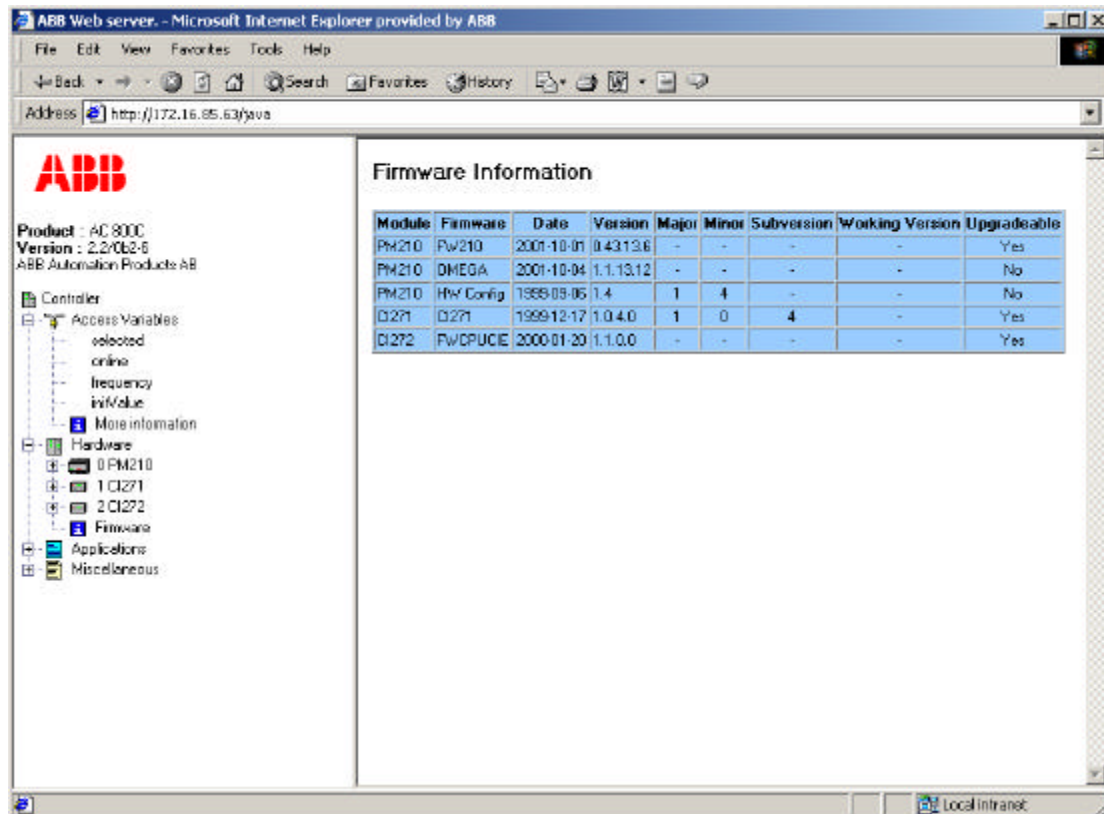 ABB Web server. - Microsoft Internet Explorer provided by ABB
File Edit View Favorites Tools Help
Back Search Favorites History
Address http://172.16.85.63/java
ABB
Product : AC 800C
Version : 2.2/0b2-6
ABB Automation Products AB
Controller
Access Variables
selected
online
frequency
initValue
More information
Hardware
0 PM210
1 CI271
2 CI272
Firmware
Applications
Miscellaneous
Firmware Information
Module Firmware Date Version Major Minor Subversion Working Version Upgradeable
PM210 FW210 2001-10-01 0.43.13.6 - - - - Yes
PM210 OMEGA 2001-10-04 1.1.13.12 - - - - No
PM210 HW Config 1999-09-06 1.4 1 4 - - No
CI271 CI271 1999-12-17 1.0.4.0 1 0 4 - Yes
CI272 FWCPUCIE 2000-01-20 1.1.0.0 - - - - Yes
Local intranet